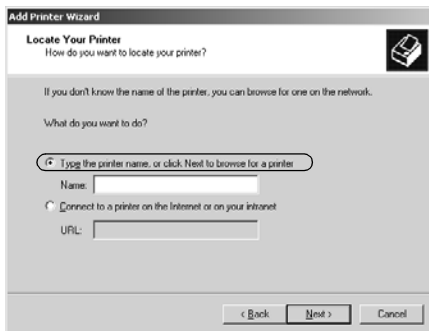 Add Printer Wizard
Locate Your Printer
How do you want to locate your printer?
If you don't know the name of the printer, you can browse for one on the network.
What do you want to do?
Type the printer name, or click Next to browse for a printer
Name:
Connect to a printer on the Internet or on your intranet
URL:
< Back
Next >
Cancel